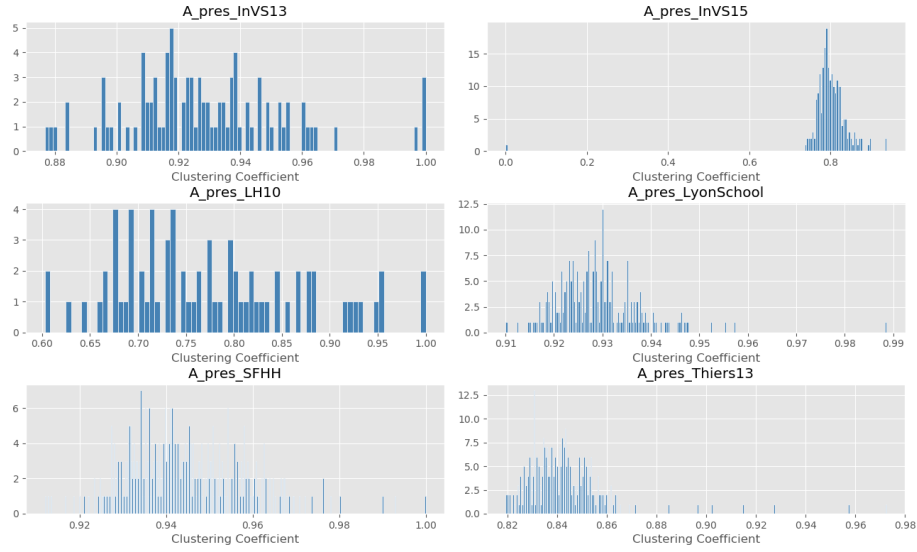 A_pres_InVS13
5
4
3
2
1
0
0.88 0.90 0.92 0.94 0.96 0.98 1.00
Clustering Coefficient
A_pres_InVS15
15
10
5
0
0.0 0.2 0.4 0.6 0.8
Clustering Coefficient
A_pres_LH10
4
3
2
1
0
0.60 0.65 0.70 0.75 0.80 0.85 0.90 0.95 1.00
Clustering Coefficient
A_pres_LyonSchool
12.5
10.0
7.5
5.0
2.5
0.0
0.91 0.92 0.93 0.94 0.95 0.96 0.97 0.98 0.99
Clustering Coefficient
A_pres_SFHH
6
4
2
0
0.92 0.94 0.96 0.98 1.00
Clustering Coefficient
A_pres_Thiers13
12.5
10.0
7.5
5.0
2.5
0.0
0.82 0.84 0.86 0.88 0.90 0.92 0.94 0.96 0.98
Clustering Coefficient